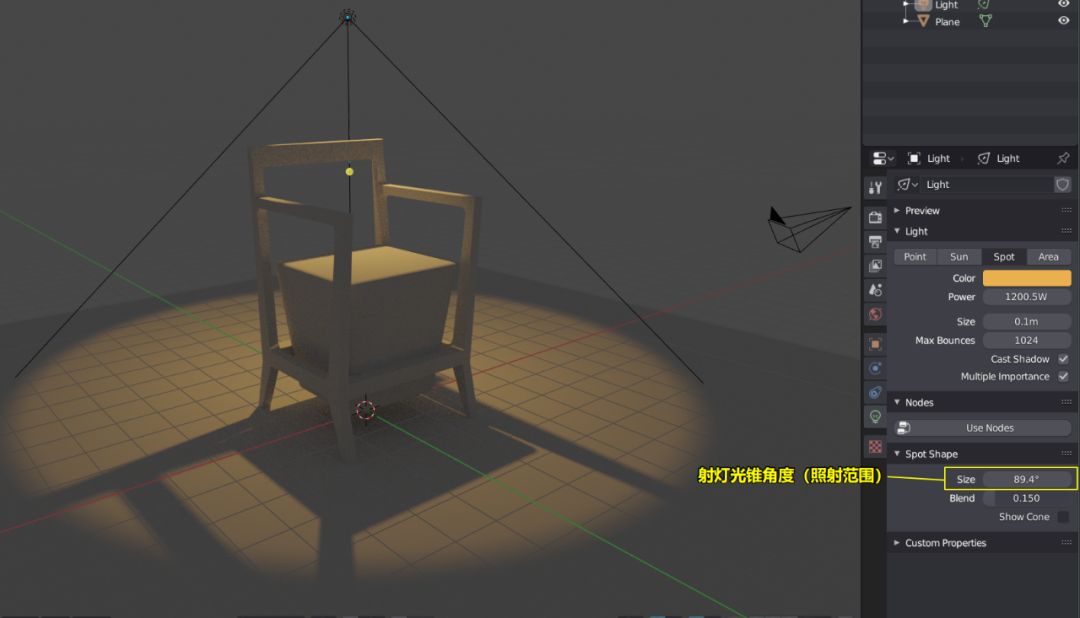 Light
Plane
Light
Light
Light
Preview
Light
Point
Sun
Spot
Area
Color
Power
1200.5W
Size
0.1m
Max Bounces
1024
Cast Shadow
Multiple Importance
Nodes
Use Nodes
Spot Shape
射灯光锥角度（照射范围）
Size
89.4°
Blend
0.150
Show Cone
Custom Properties